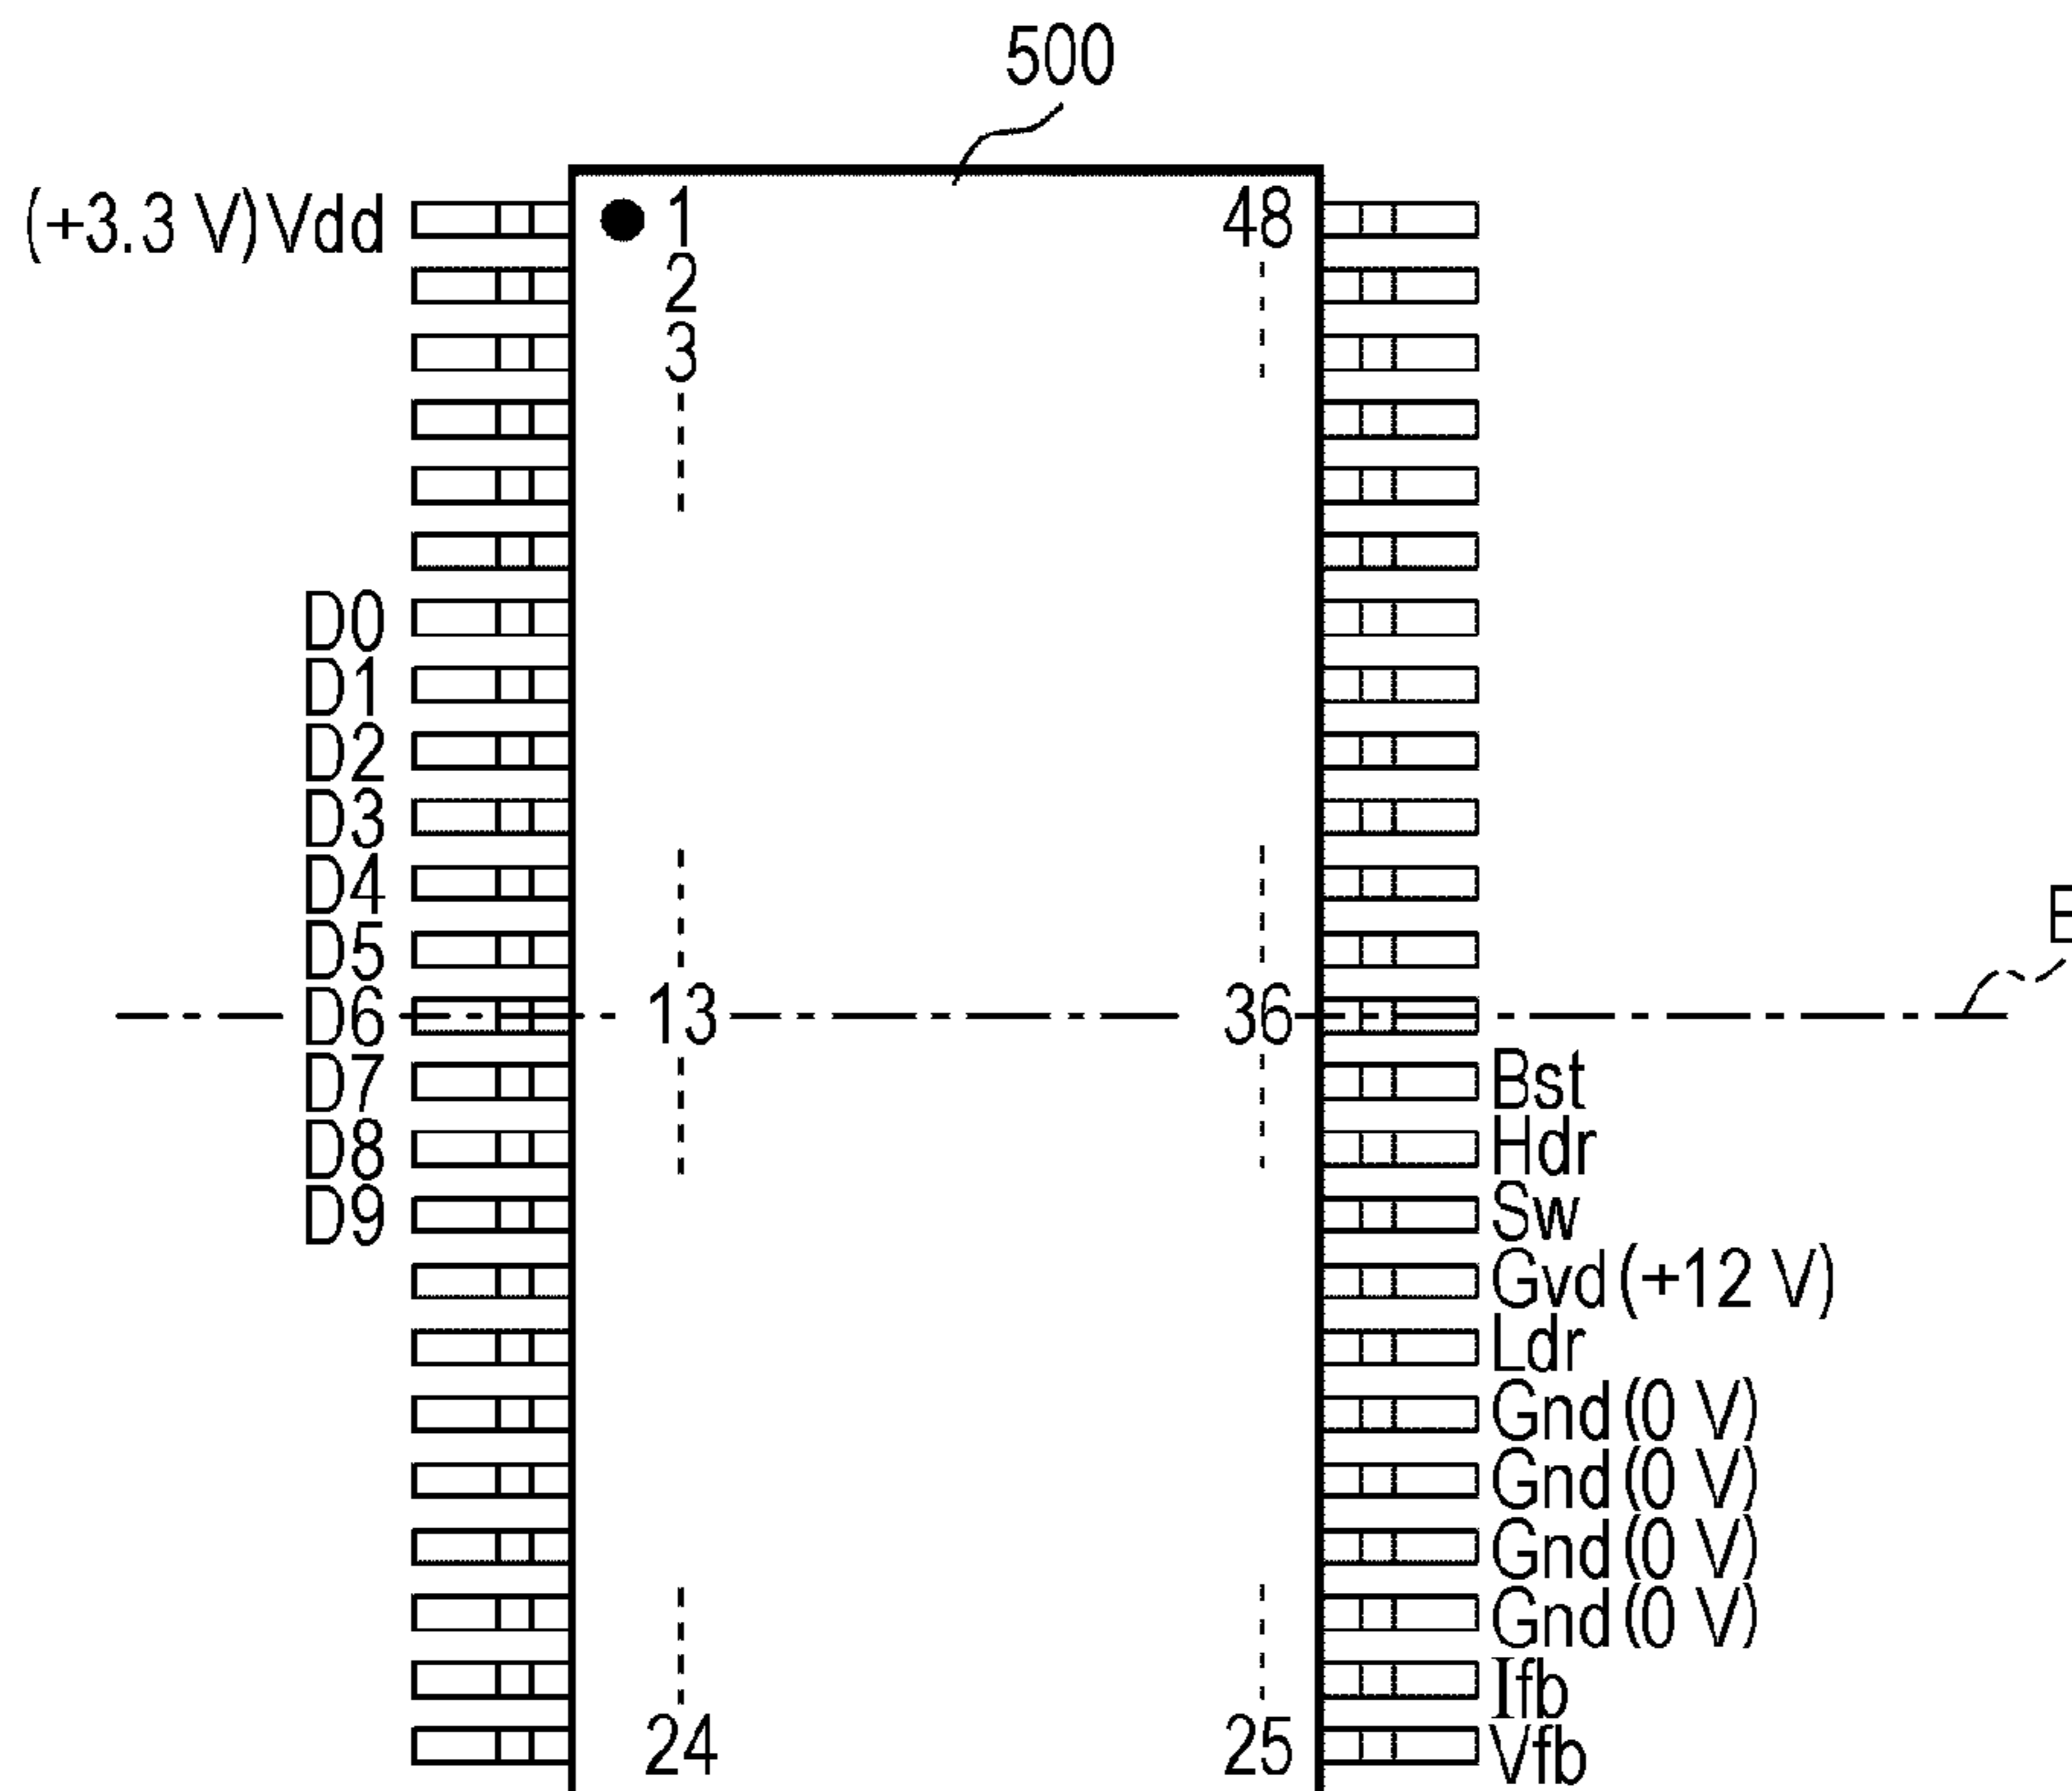 500
(+3.3 V) Vdd 1 48
2
3
D0
D1
D2
D3
D4
D5
D6 13 36
D7 Bst
D8 Hdr
D9 Sw
Gvd (+12 V)
Ldr
Gnd (0 V)
Gnd (0 V)
Gnd (0 V)
Gnd (0 V)
Ifb
24 25 Vfb